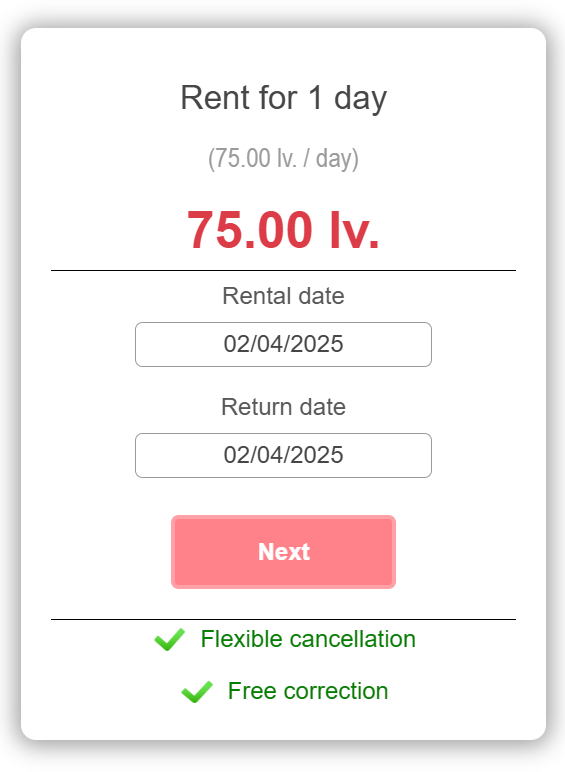 Rent for 1 day
(75.00 lv. / day)
75.00 lv.
Rental date
02/04/2025
Return date
02/04/2025
Next
Flexible cancellation
Free correction